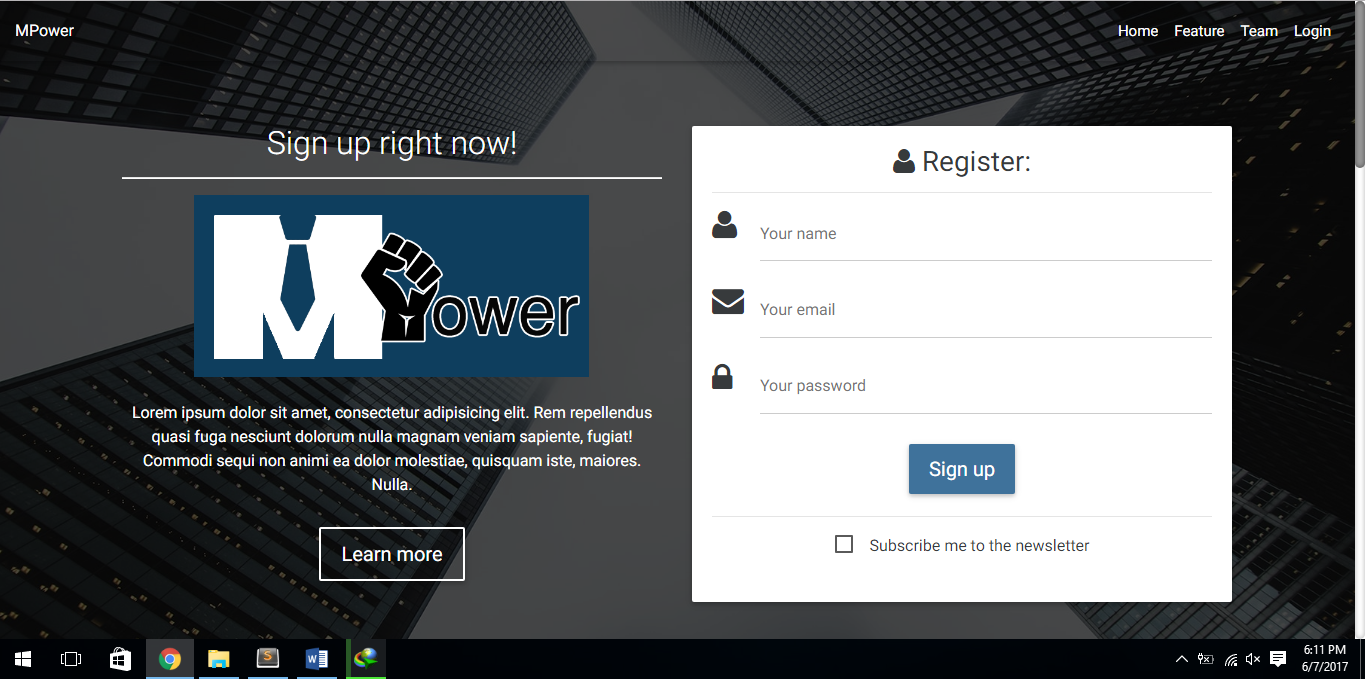 MPower
Home Feature Team Login
Sign up right now!
MPower
Lorem ipsum dolor sit amet, consectetur adipisicing elit. Rem repellendus
quasi fuga nesciunt dolorum nulla magnam veniam sapiente, fugiat!
Commodi sequi non animi ea dolor molestiae, quisquam iste, maiores.
Nulla.
Learn more
Register:
Your name
Your email
Your password
Sign up
Subscribe me to the newsletter
S
W
6:11 PM
6/7/2017